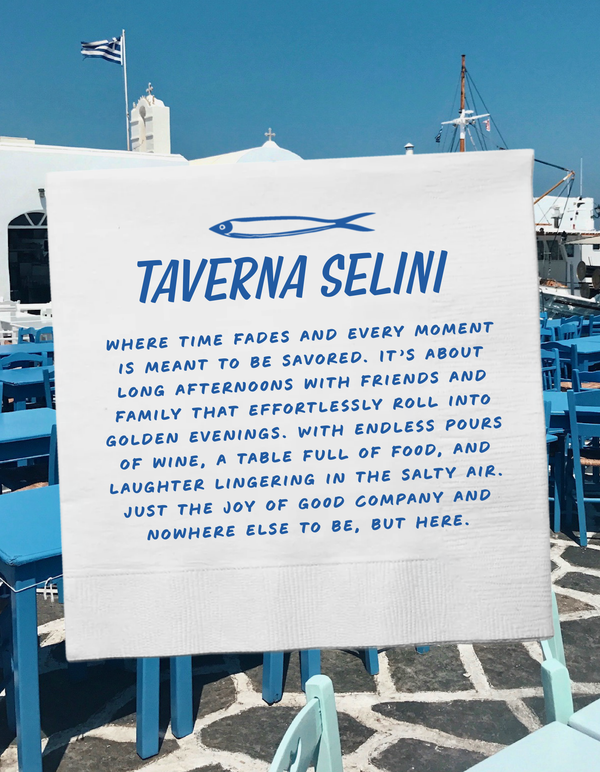 TAVERNA SELINI
WHERE TIME FADES AND EVERY MOMENT
IS MEANT TO BE SAVORED. IT'S ABOUT
LONG AFTERNOONS WITH FRIENDS AND
FAMILY THAT EFFORTLESSLY ROLL INTO
GOLDEN EVENINGS. WITH ENDLESS POURS
OF WINE, A TABLE FULL OF FOOD, AND
LAUGHTER LINGERING IN THE SALTY AIR.
JUST THE JOY OF GOOD COMPANY AND
NOWHERE ELSE TO BE, BUT HERE.